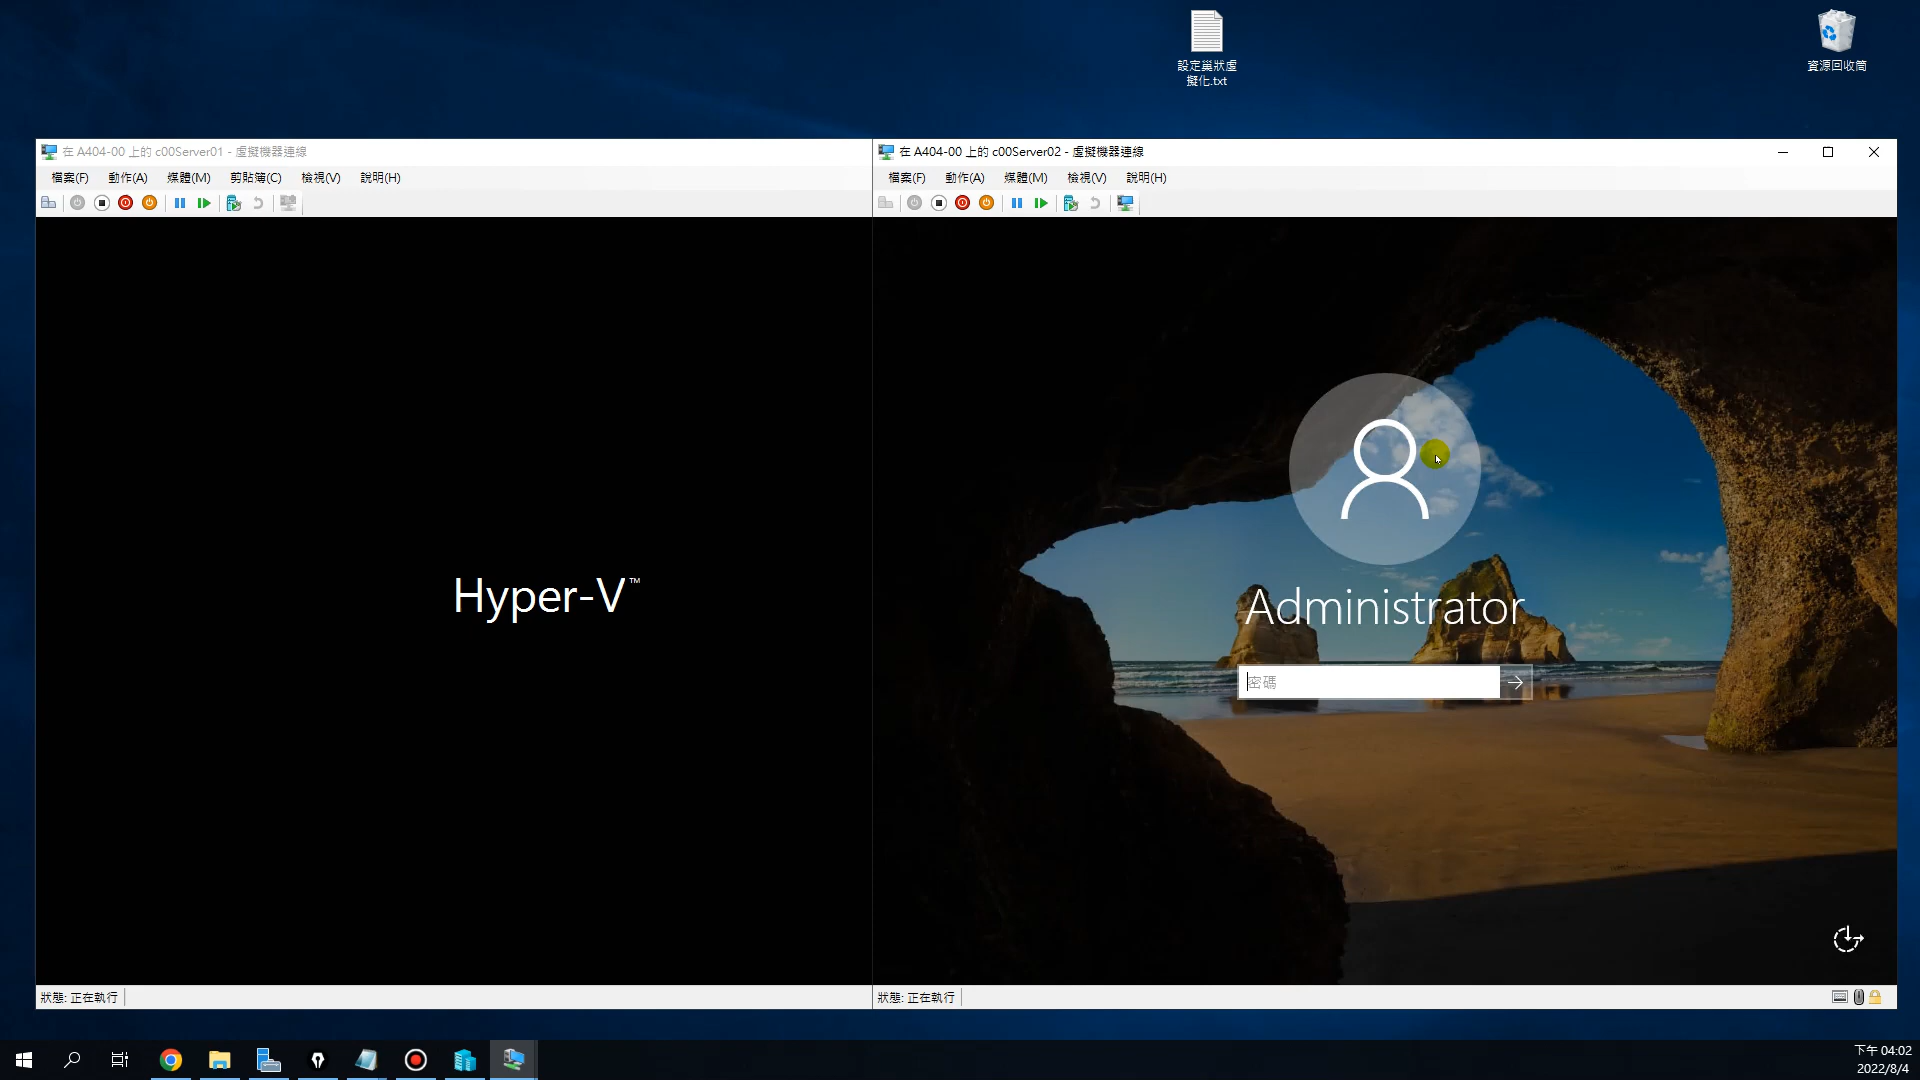 設定巢狀虛
擬化.txt
資源回收筒
在 A404-00 上的 c00Server01 - 虛擬機器連線
檔案(F) 動作(A) 媒體(M) 剪貼簿(C) 檢視(V) 說明(H)
Hyper-V™
狀態: 正在執行
在 A404-00 上的 c00Server02 - 虛擬機器連線
檔案(F) 動作(A) 媒體(M) 檢視(V) 說明(H)
Administrator
密碼
狀態: 正在執行
下午 04:02
2022/8/4